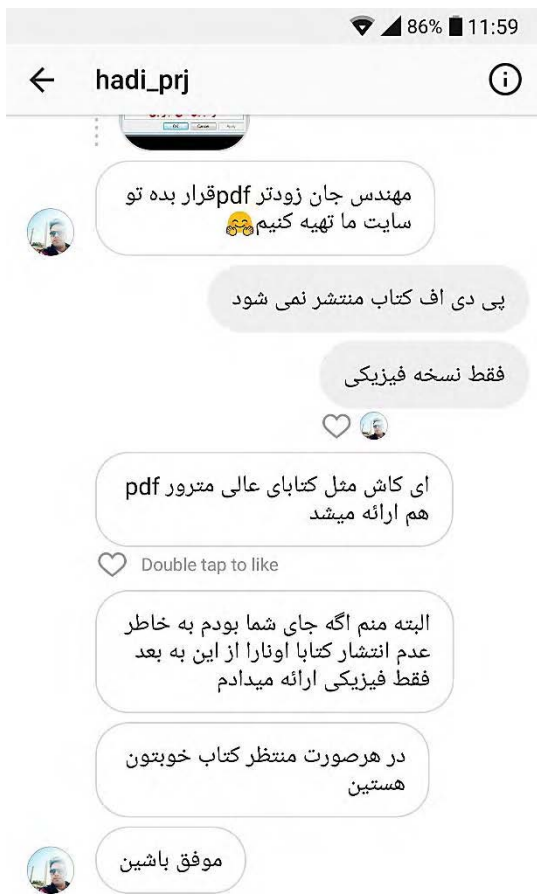 86% 11:59
hadi_prj
OK Cancel Apply
مهندس جان زودتر pdfقرار بده تو
سایت ما تهیه کنیم🤗
پی دی اف کتاب منتشر نمی شود
فقط نسخه فیزیکی
ای کاش مثل کتابای عالی مترور pdf
هم ارائه میشد
Double tap to like
البته منم اگه جای شما بودم به خاطر
عدم انتشار کتابا اونارا از این به بعد
فقط فیزیکی ارائه میدادم
در هرصورت منتظر کتاب خوبتون
هستین
موفق باشین